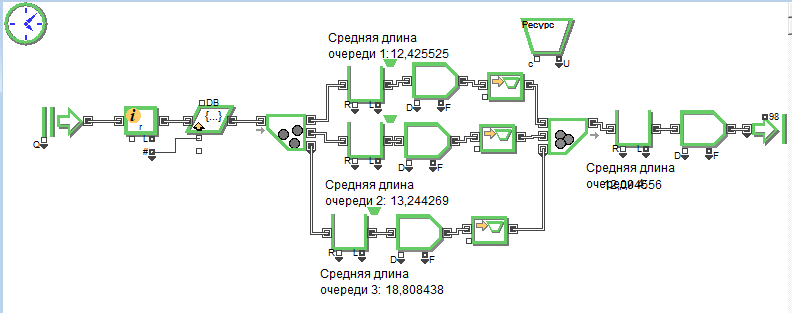 Средняя длина
очереди 1:12,425525
Ресурс
c U
R L D F
DB
{...}
i
r
L
#
Q
98
R L D F
R L D F
Средняя длина
Средняя длина
очереди 2: 13,244269
R L D F
Средняя длина
очереди 3: 18,808438